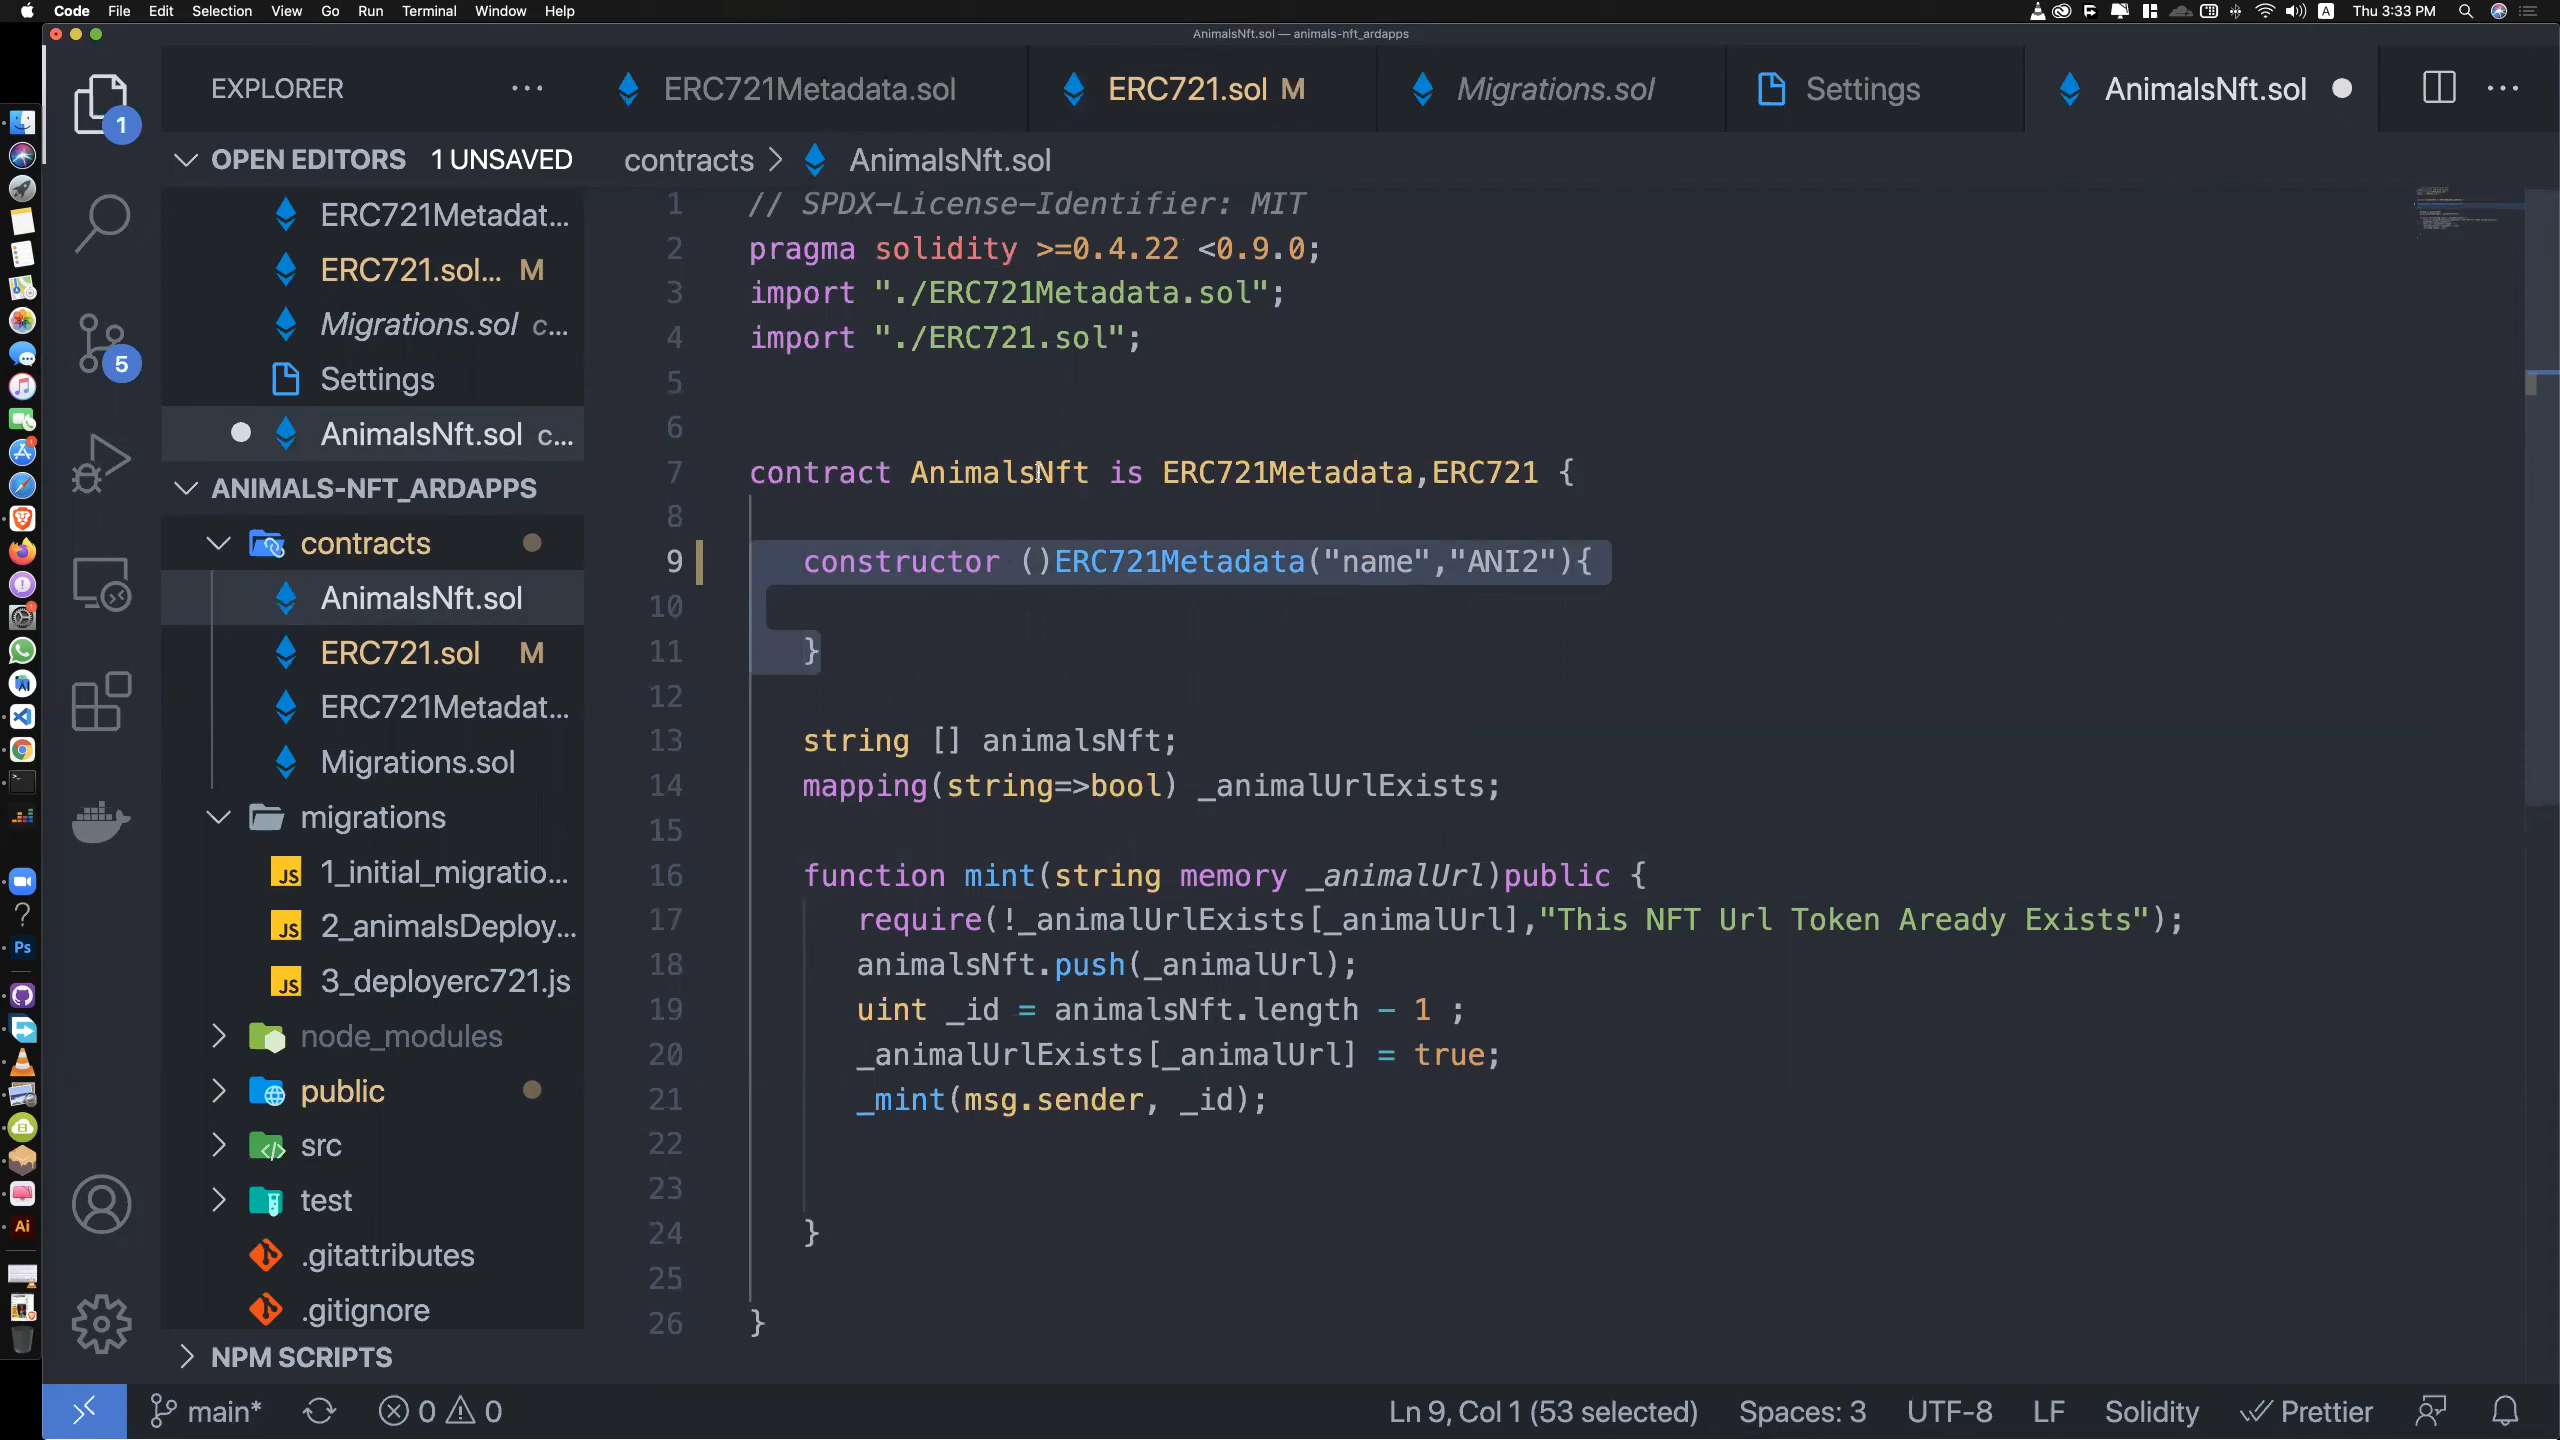 Code File Edit Selection View Go Run Terminal Window Help
A Thu 3:33 PM
AnimalsNft.sol — animals-nft_ardapps
EXPLORER ...
ERC721Metadata.sol
ERC721.sol M
Migrations.sol
Settings
AnimalsNft.sol
1
OPEN EDITORS 1 UNSAVED
contracts > AnimalsNft.sol
ERC721Metadat...
ERC721.sol... M
Migrations.sol c...
Settings
AnimalsNft.sol c...
ANIMALS-NFT_ARDAPPS
contracts
AnimalsNft.sol
ERC721.sol M
ERC721Metadat...
Migrations.sol
migrations
JS 1_initial_migratio...
JS 2_animalsDeploy...
JS 3_deployerc721.js
node_modules
public
src
test
.gitattributes
.gitignore
NPM SCRIPTS
5
Ps
Ai
1 // SPDX-License-Identifier: MIT
2 pragma solidity >=0.4.22 <0.9.0;
3 import "./ERC721Metadata.sol";
4 import "./ERC721.sol";
5
6
7 contract AnimalsNft is ERC721Metadata,ERC721 {
8
9 constructor ()ERC721Metadata("name","ANI2"){
10
11 }
12
13 string [] animalsNft;
14 mapping(string=>bool) _animalUrlExists;
15
16 function mint(string memory _animalUrl)public {
17 require(!_animalUrlExists[_animalUrl],"This NFT Url Token Aready Exists");
18 animalsNft.push(_animalUrl);
19 uint _id = animalsNft.length - 1 ;
20 _animalUrlExists[_animalUrl] = true;
21 _mint(msg.sender, _id);
22
23
24 }
25
26 }
main* 0 0
Ln 9, Col 1 (53 selected) Spaces: 3 UTF-8 LF Solidity Prettier